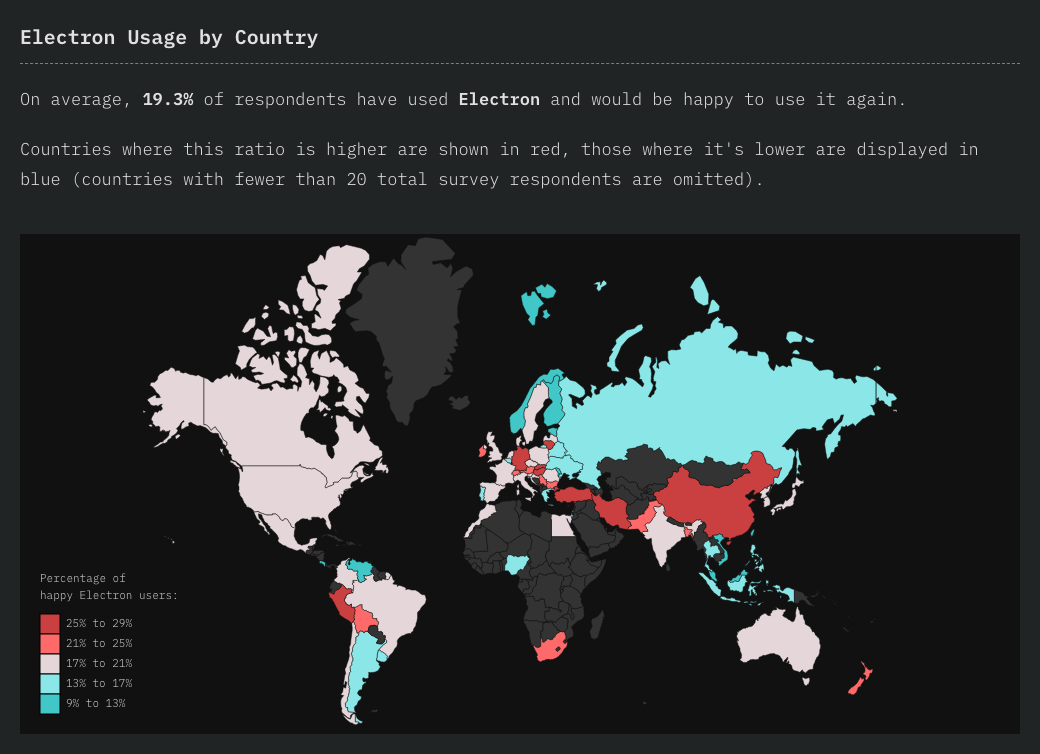 Electron Usage by Country
On average, 19.3% of respondents have used Electron and would be happy to use it again.
Countries where this ratio is higher are shown in red, those where it's lower are displayed in
blue (countries with fewer than 20 total survey respondents are omitted).
Percentage of
happy Electron users:
25% to 29%
21% to 25%
17% to 21%
13% to 17%
9% to 13%